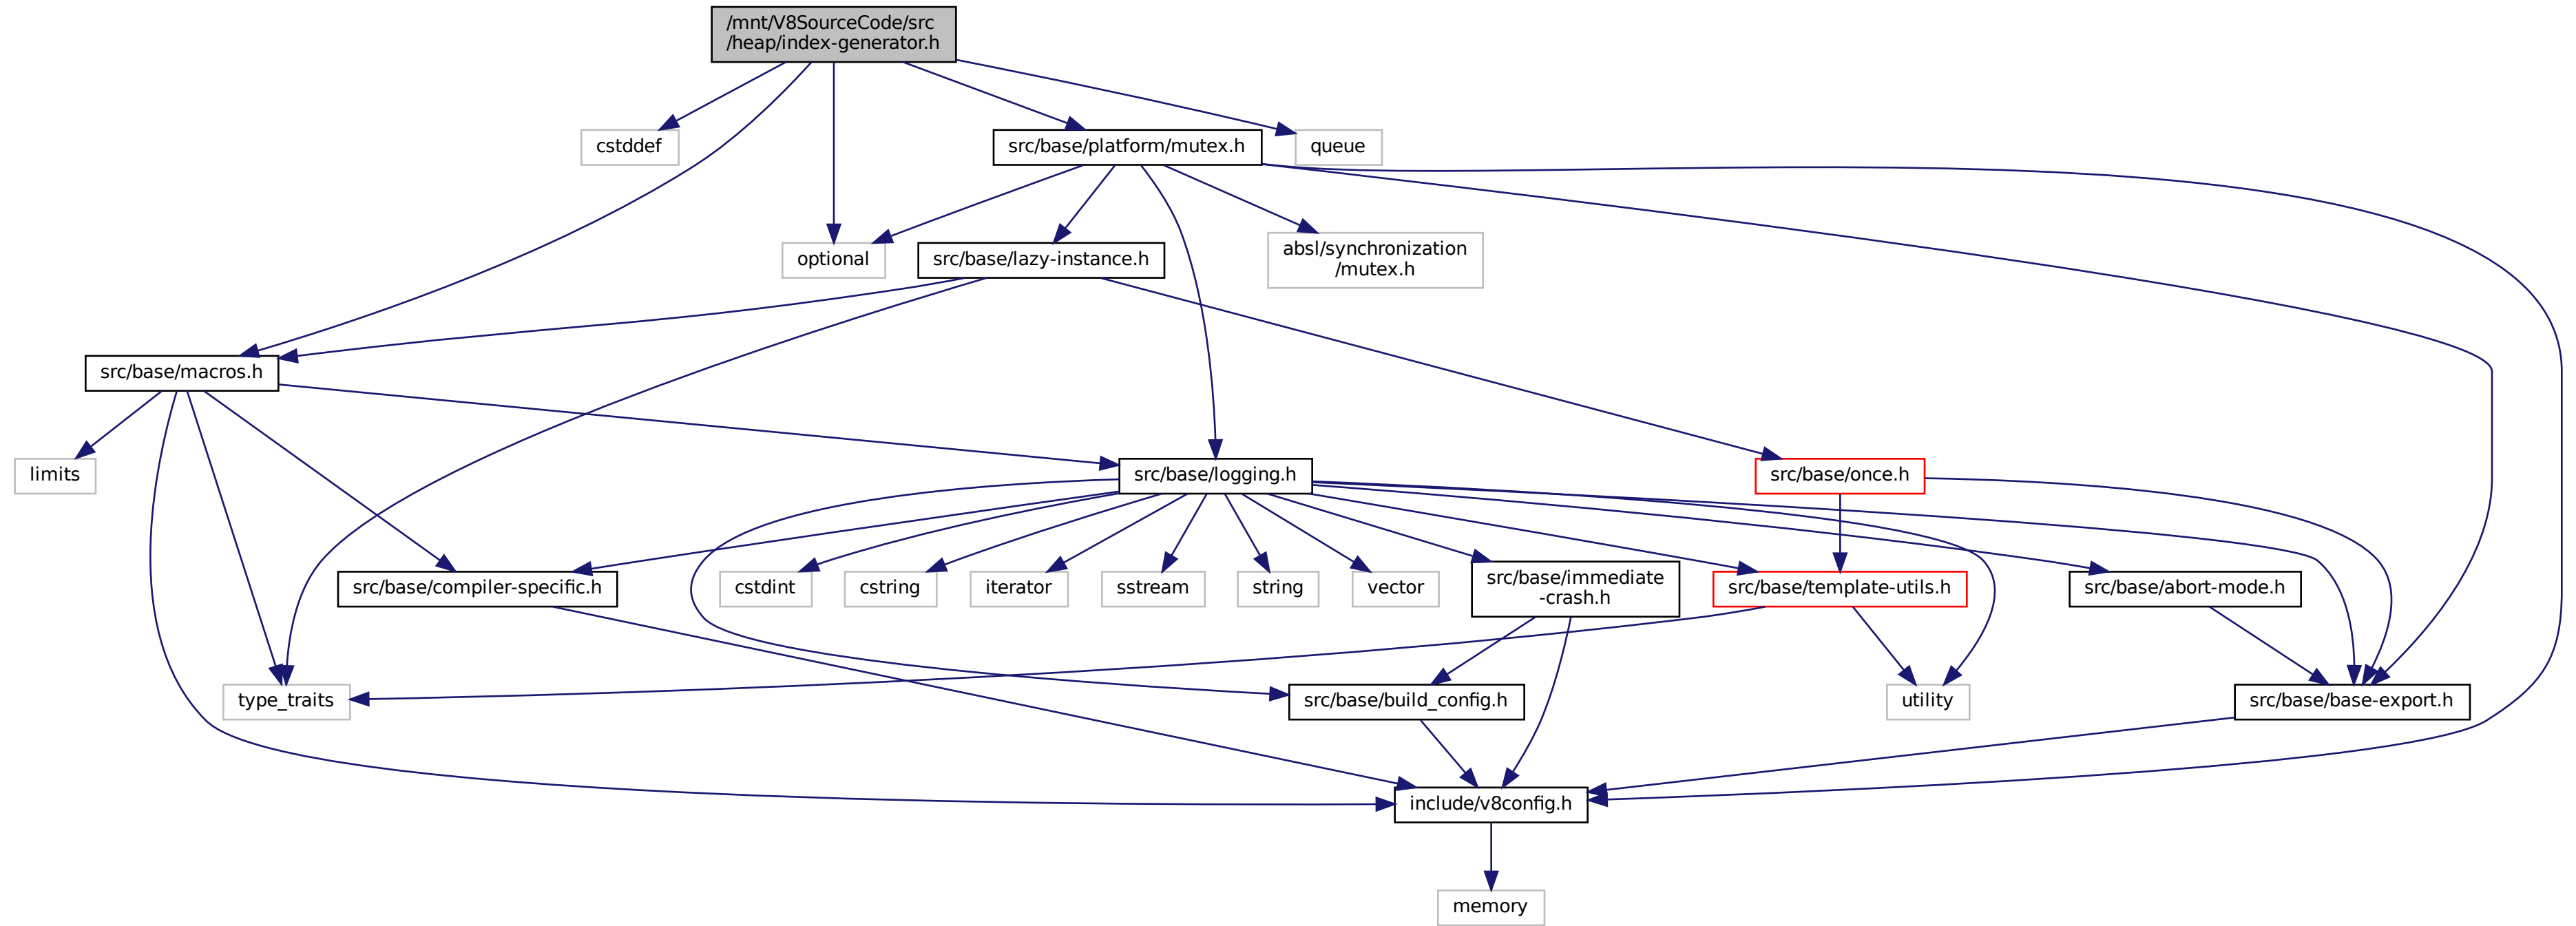 /mnt/V8SourceCode/src
/heap/index-generator.h
cstddef
src/base/platform/mutex.h
queue
optional
src/base/lazy-instance.h
absl/synchronization
/mutex.h
src/base/macros.h
limits
src/base/logging.h
src/base/once.h
src/base/compiler-specific.h
cstdint
cstring
iterator
sstream
string
vector
src/base/immediate
-crash.h
src/base/template-utils.h
src/base/abort-mode.h
type_traits
src/base/build_config.h
utility
src/base/base-export.h
include/v8config.h
memory